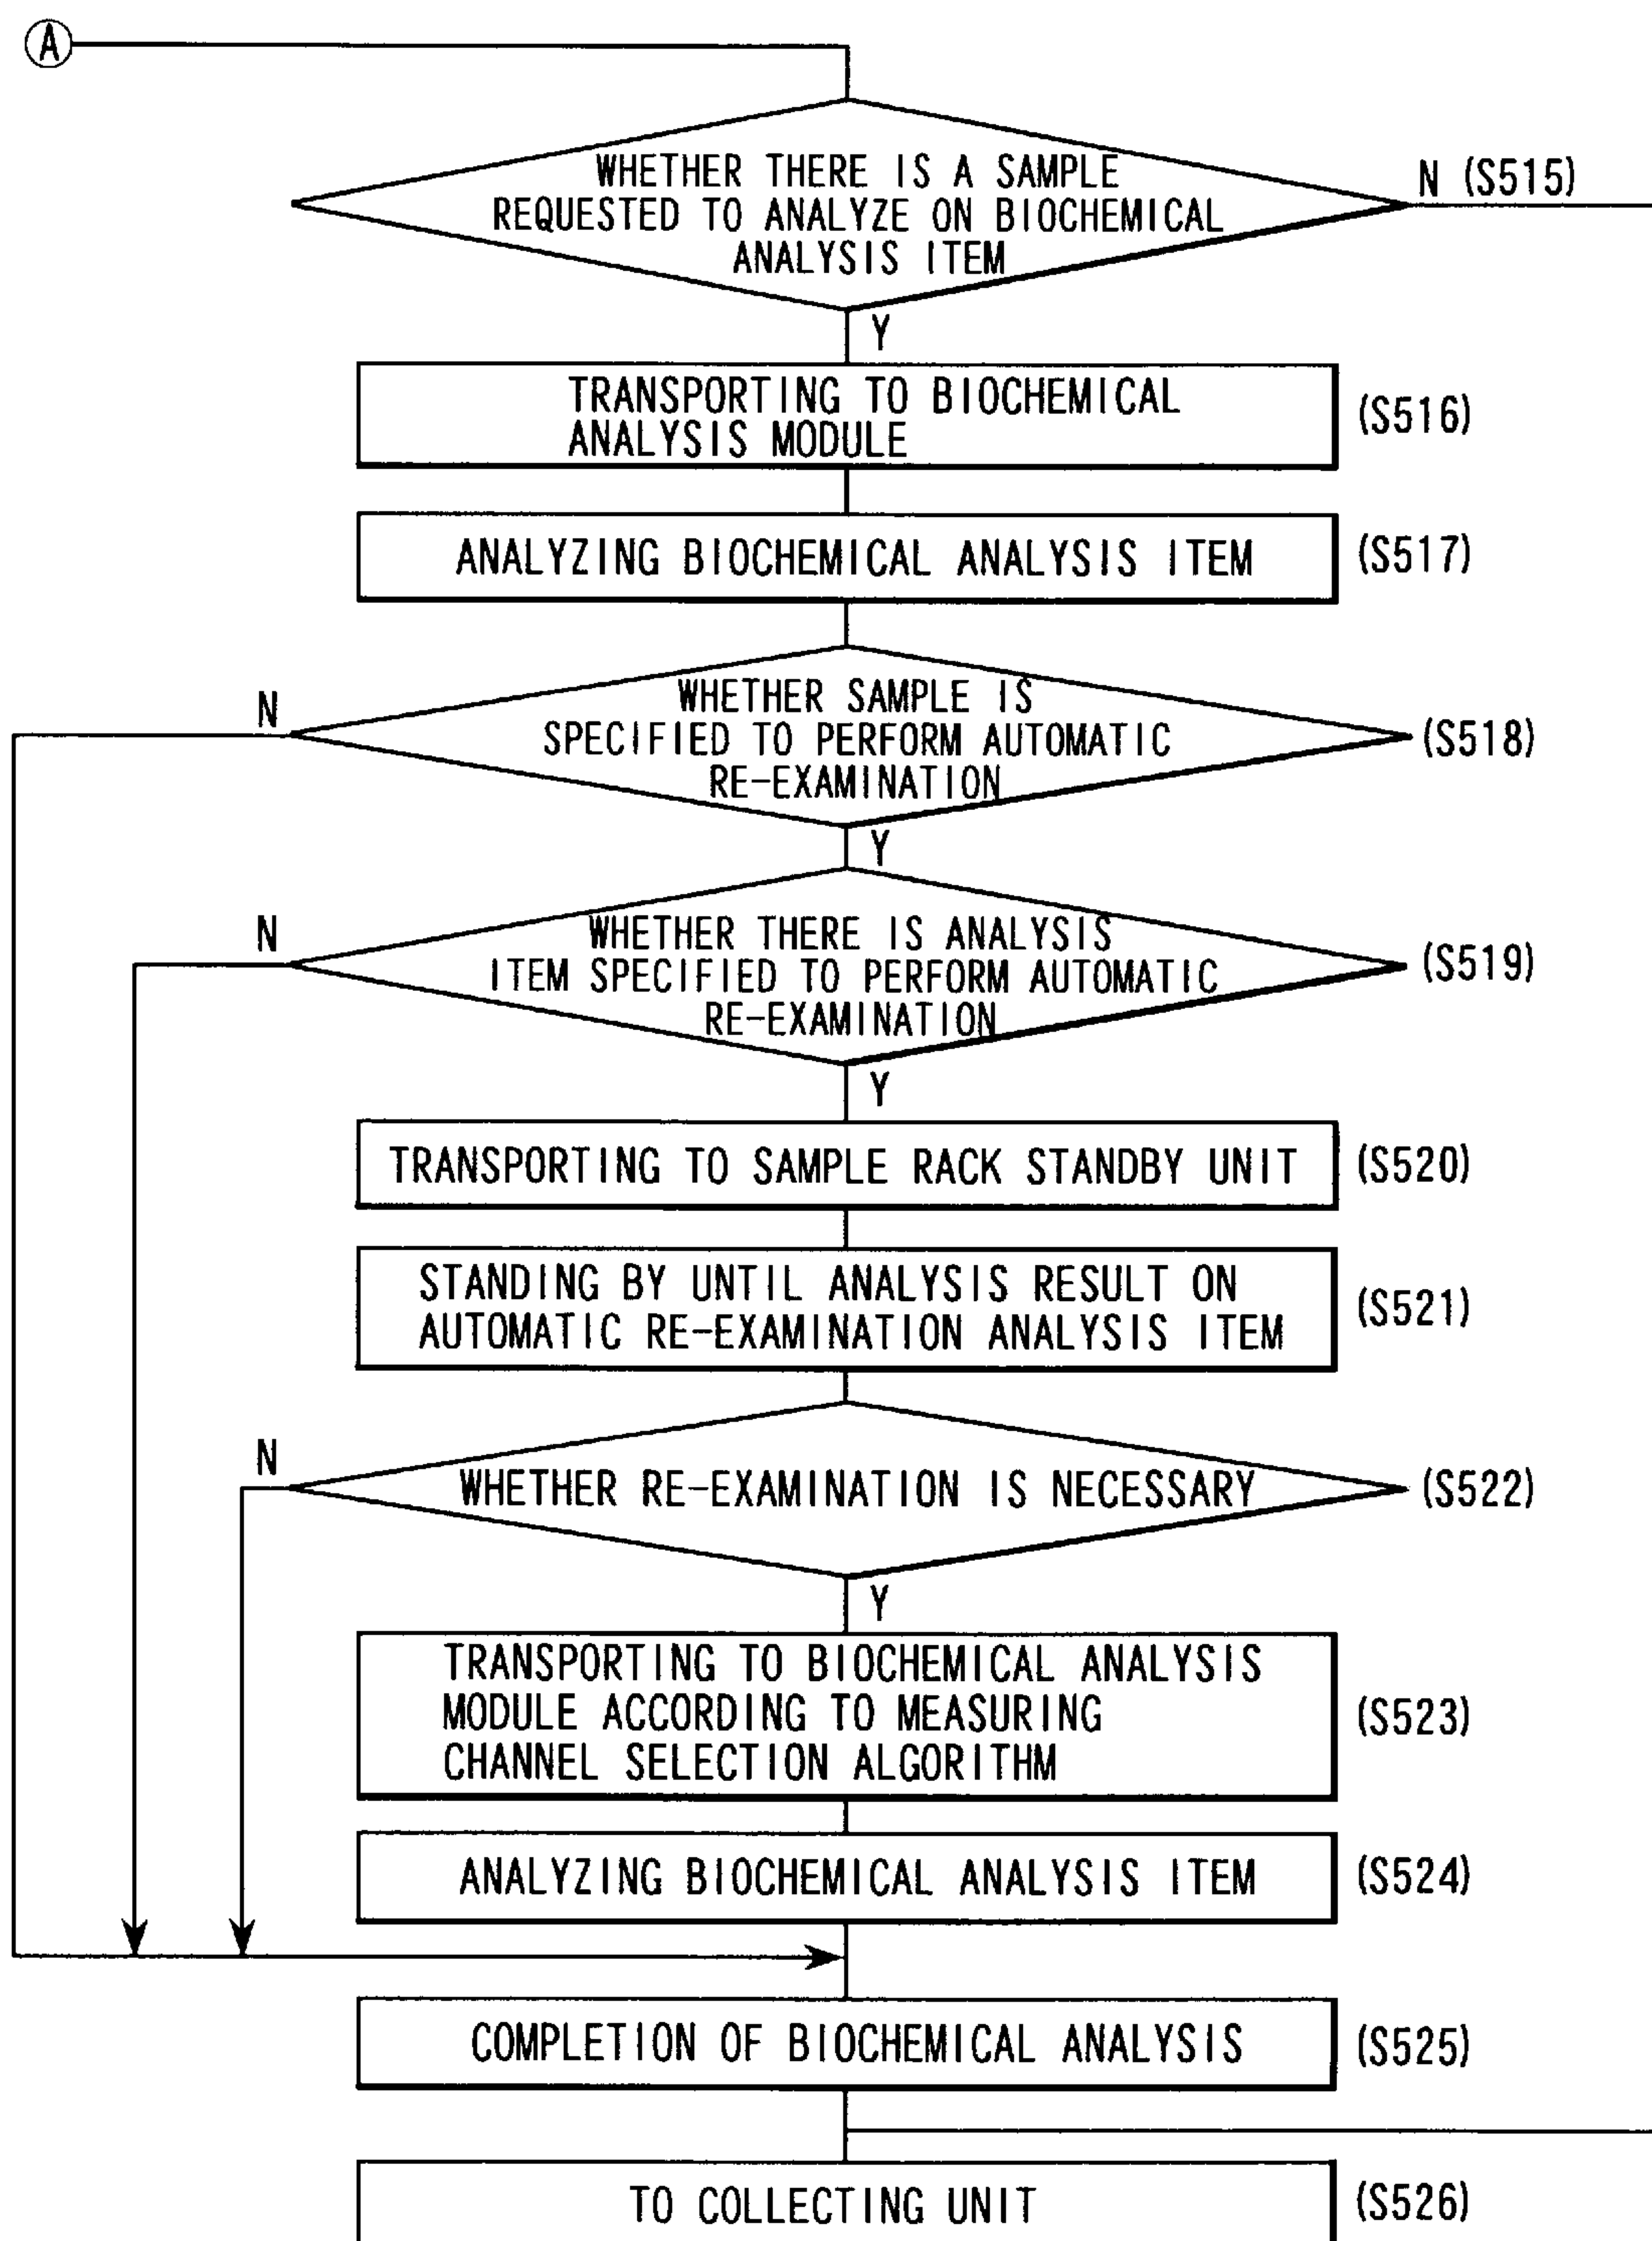 A
WHETHER THERE IS A SAMPLE
REQUESTED TO ANALYZE ON BIOCHEMICAL
ANALYSIS ITEM
N (S515)
Y
TRANSPORTING TO BIOCHEMICAL
ANALYSIS MODULE
(S516)
ANALYZING BIOCHEMICAL ANALYSIS ITEM
(S517)
N
WHETHER SAMPLE IS
SPECIFIED TO PERFORM AUTOMATIC
RE-EXAMINATION
(S518)
Y
N
WHETHER THERE IS ANALYSIS
ITEM SPECIFIED TO PERFORM AUTOMATIC
RE-EXAMINATION
(S519)
Y
TRANSPORTING TO SAMPLE RACK STANDBY UNIT
(S520)
STANDING BY UNTIL ANALYSIS RESULT ON
AUTOMATIC RE-EXAMINATION ANALYSIS ITEM
(S521)
N
WHETHER RE-EXAMINATION IS NECESSARY
(S522)
Y
TRANSPORTING TO BIOCHEMICAL ANALYSIS
MODULE ACCORDING TO MEASURING
CHANNEL SELECTION ALGORITHM
(S523)
ANALYZING BIOCHEMICAL ANALYSIS ITEM
(S524)
COMPLETION OF BIOCHEMICAL ANALYSIS
(S525)
TO COLLECTING UNIT
(S526)